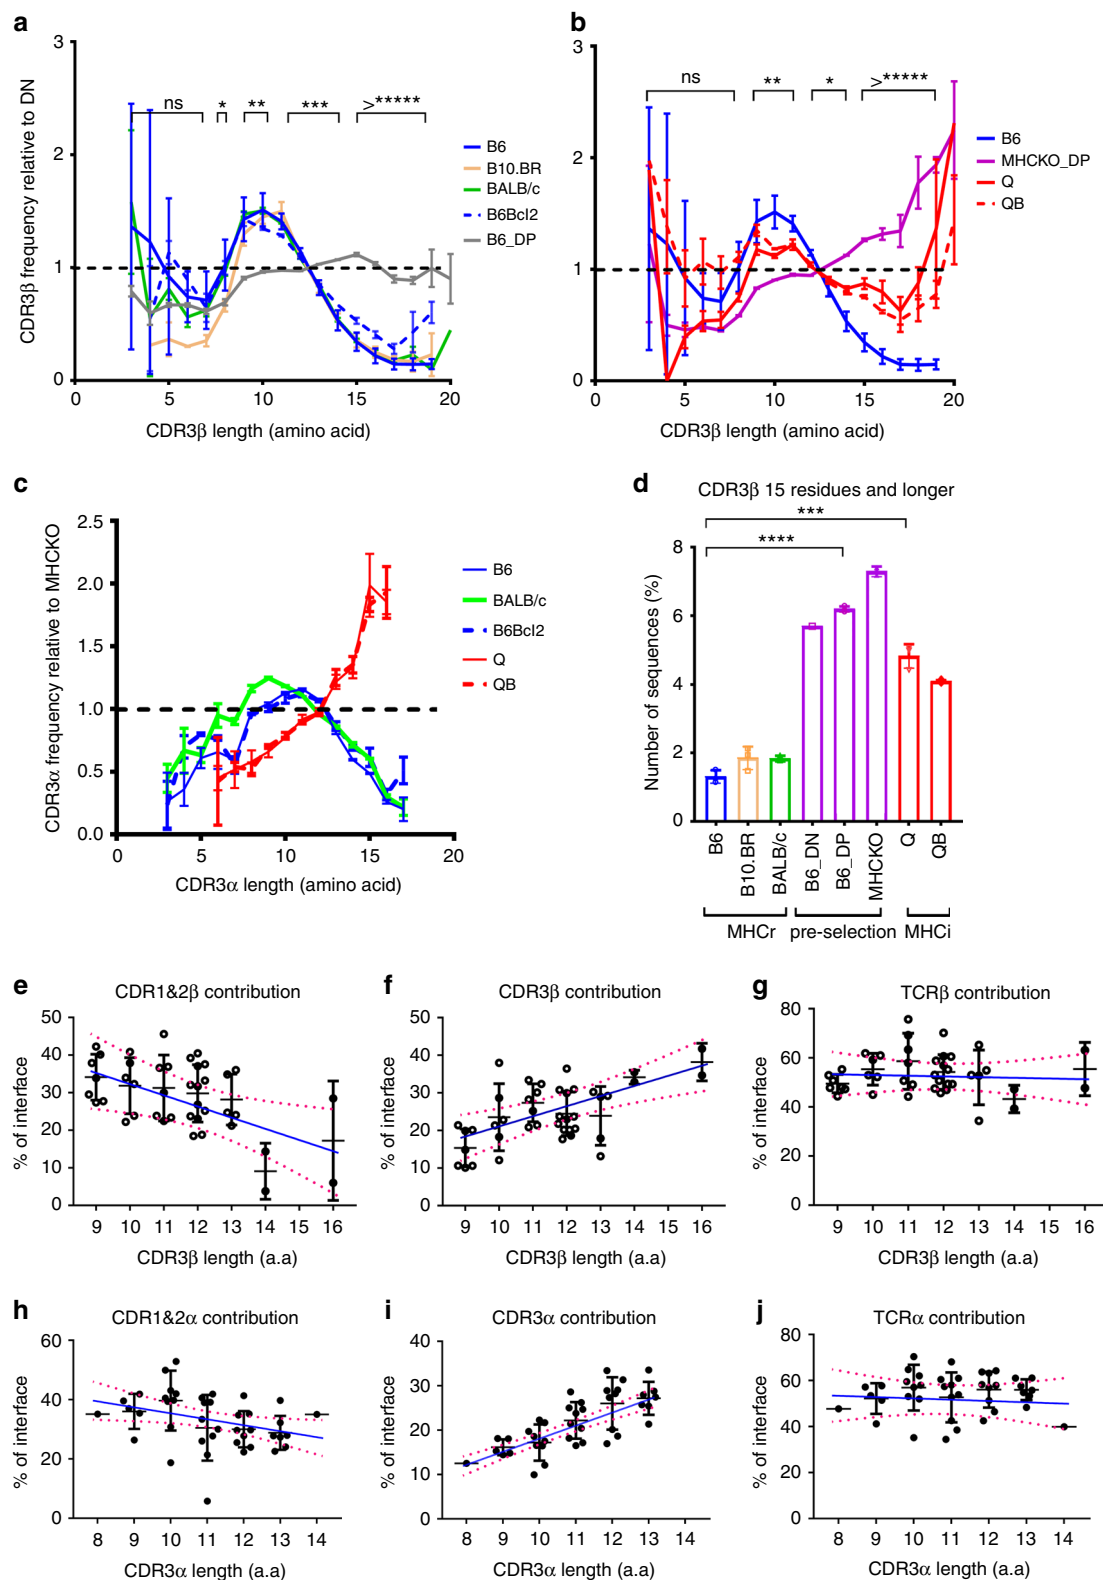 a
3
2
1
0
CDR3β frequency relative to DN
ns
*
**
***
>*****
B6
B10.BR
BALB/c
B6Bcl2
B6_DP
0
5
10
15
20
CDR3β length (amino acid)
b
3
2
1
0
ns
**
*
>*****
B6
MHCKO_DP
Q
QB
0
5
10
15
20
CDR3β length (amino acid)
c
2.5
2.0
1.5
1.0
0.5
0.0
CDR3α frequency relative to MHCKO
B6
BALB/c
B6Bcl2
Q
QB
0
5
10
15
20
CDR3α length (amino acid)
d
CDR3β 15 residues and longer
***
****
8
6
4
2
0
Number of sequences (%)
B6
B10.BR
BALB/c
B6_DN
B6_DP
MHCKO
Q
QB
MHCr
pre-selection
MHCi
e
CDR1&2β contribution
50
40
30
20
10
0
% of interface
9 10 11 12 13 14 15 16
CDR3β length (a.a)
f
CDR3β contribution
50
40
30
20
10
0
% of interface
9 10 11 12 13 14 15 16
CDR3β length (a.a)
g
TCRβ contribution
80
60
40
20
0
% of interface
9 10 11 12 13 14 15 16
CDR3β length (a.a)
h
CDR1&2α contribution
60
40
20
0
% of interface
8 9 10 11 12 13 14
CDR3α length (a.a)
i
CDR3α contribution
40
30
20
10
0
% of interface
8 9 10 11 12 13 14
CDR3α length (a.a)
j
TCRα contribution
80
60
40
20
0
% of interface
8 9 10 11 12 13 14
CDR3α length (a.a)